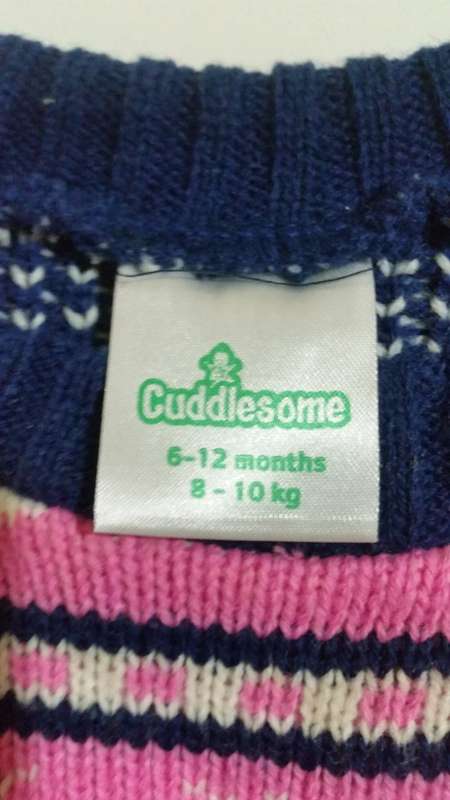 Cuddlesome
6-12 months
8 - 10 kg